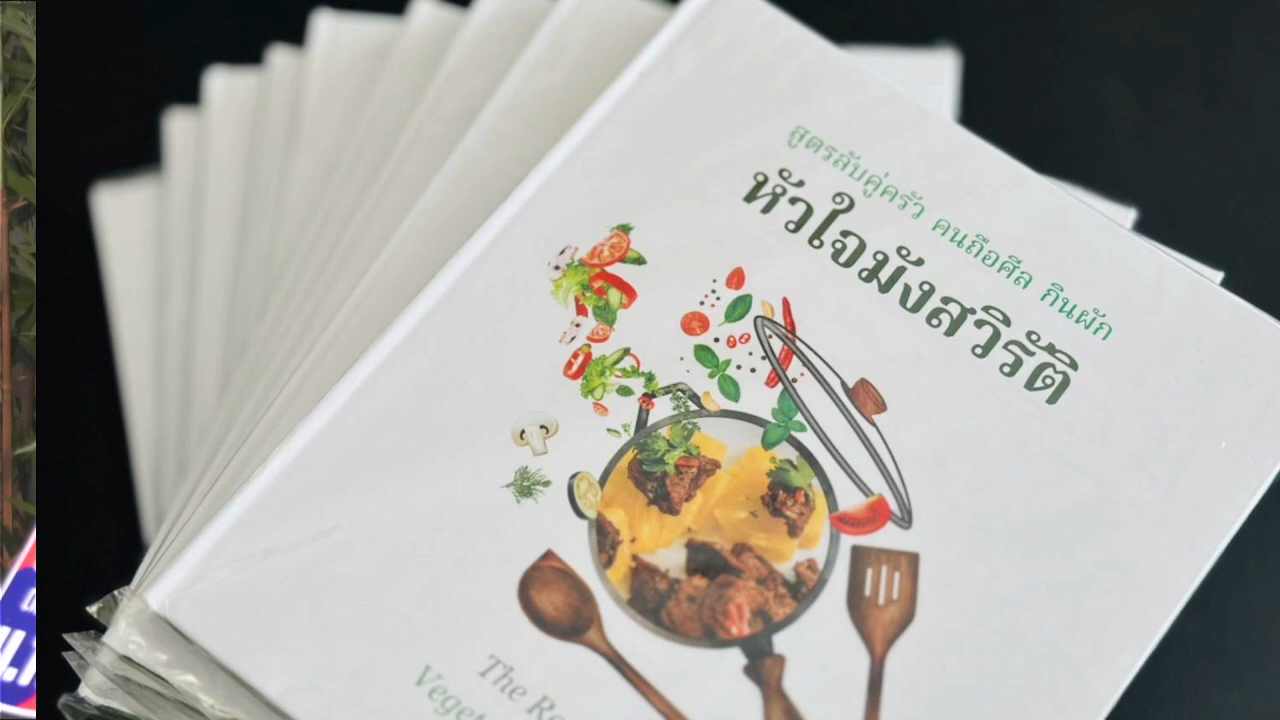 สูตรลับคู่ครัว คนถือศีล กินผัก
หัวใจมังสวิรัติ
The